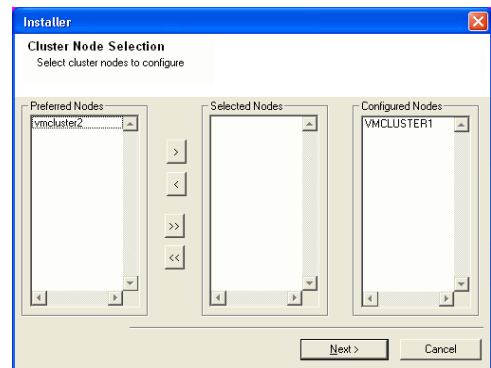 Installer
Cluster Node Selection
Select cluster nodes to configure
Preferred Nodes
vmcluster2
>
<
>>
<<
Selected Nodes
Configured Nodes
VMCLUSTER1
Next >
Cancel